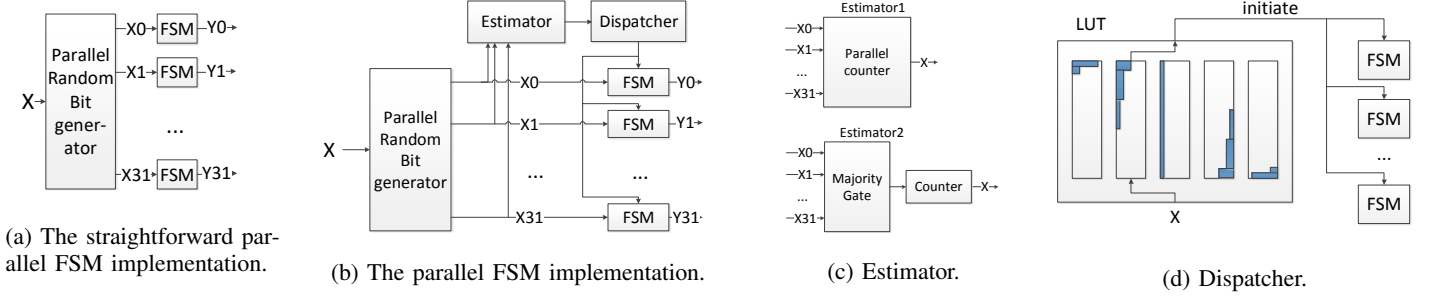 X
Parallel
Random
Bit
gener-
ator
X0
FSM
Y0
X1
FSM
Y1
...
X31
FSM
Y31
(a) The straightforward par-
allel FSM implementation.
Estimator
Dispatcher
X
Parallel
Random
Bit
generator
X0
FSM
Y0
X1
FSM
Y1
...
...
X31
FSM
Y31
(b) The parallel FSM implementation.
Estimator1
X0
X1
...
X31
Parallel
counter
X
Estimator2
X0
X1
...
X31
Majority
Gate
Counter
X
(c) Estimator.
LUT
initiate
X
FSM
FSM
...
FSM
(d) Dispatcher.